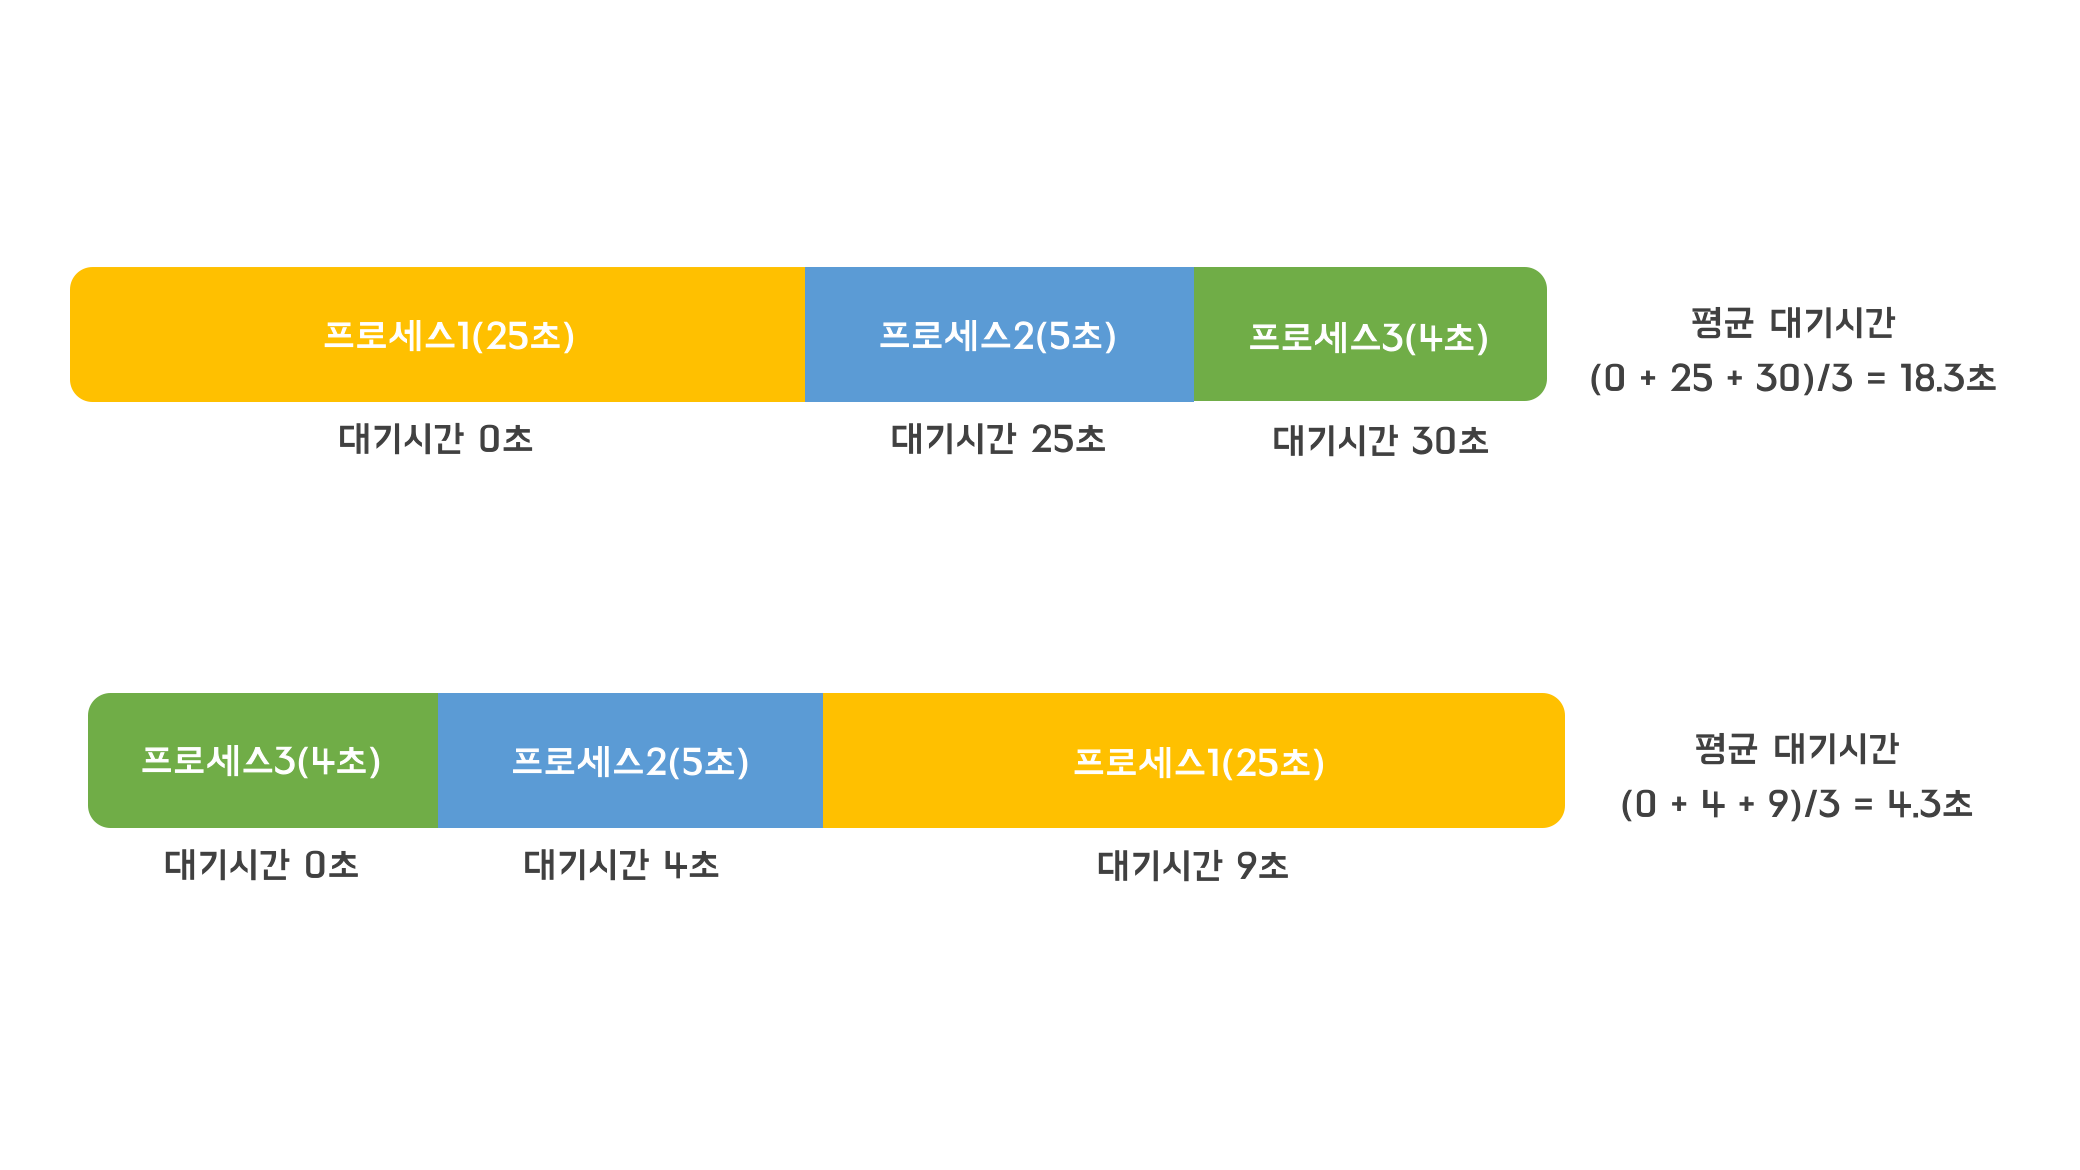 프로세스1(25초)
프로세스2(5초)
프로세스3(4초)
대기시간 0초
대기시간 25초
대기시간 30초
평균 대기시간
(0 + 25 + 30)/3 = 18.3초
프로세스3(4초)
프로세스2(5초)
프로세스1(25초)
대기시간 0초
대기시간 4초
대기시간 9초
평균 대기시간
(0 + 4 + 9)/3 = 4.3초